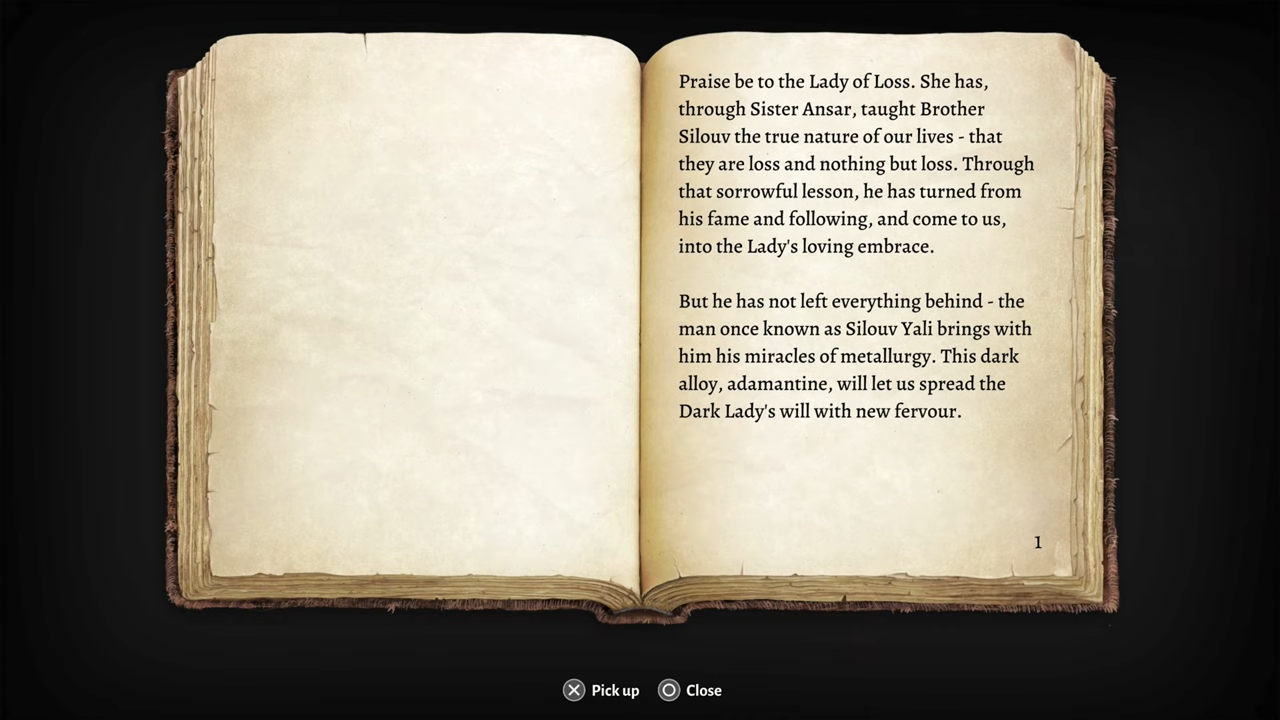 Praise be to the Lady of Loss. She has,
through Sister Ansar, taught Brother
Silouv the true nature of our lives - that
they are loss and nothing but loss. Through
that sorrowful lesson, he has turned from
his fame and following, and come to us,
into the Lady's loving embrace.
But he has not left everything behind - the
man once known as Silouv Yali brings with
him his miracles of metallurgy. This dark
alloy, adamantine, will let us spread the
Dark Lady's will with new fervour.
1
Pick up Close